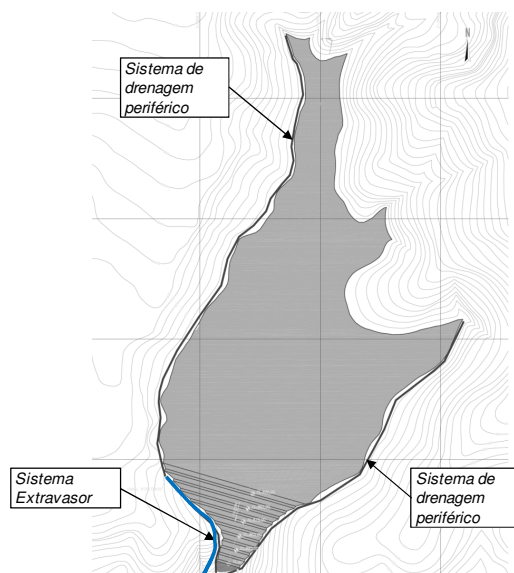 N
Sistema de
drenagem
periférico
Sistema
Extravasor
Sistema de
drenagem
periférico